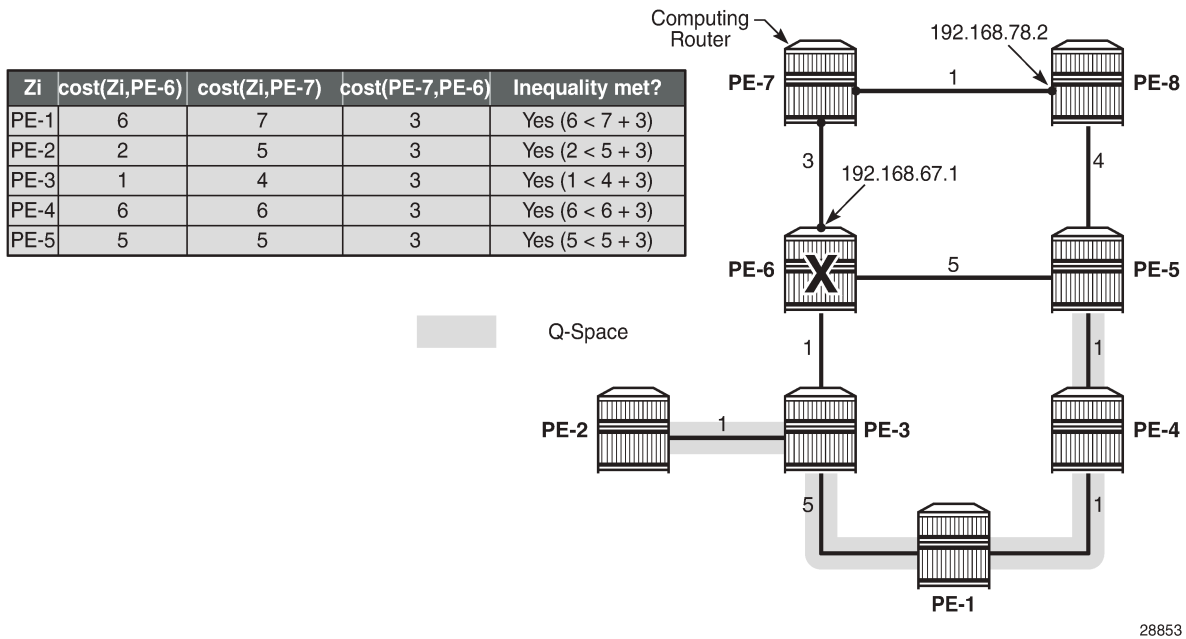 Computing
Router
192.168.78.2
PE-7
1
PE-8
Zi cost(Zi,PE-6) cost(Zi,PE-7) cost(PE-7,PE-6) Inequality met?
PE-1 6 7 3 Yes (6 < 7 + 3)
PE-2 2 5 3 Yes (2 < 5 + 3)
PE-3 1 4 3 Yes (1 < 4 + 3)
PE-4 6 6 3 Yes (6 < 6 + 3)
PE-5 5 5 3 Yes (5 < 5 + 3)
3
192.168.67.1
4
PE-6
X
5
PE-5
Q-Space
1
1
PE-2
1
PE-3
PE-4
5
1
PE-1
28853